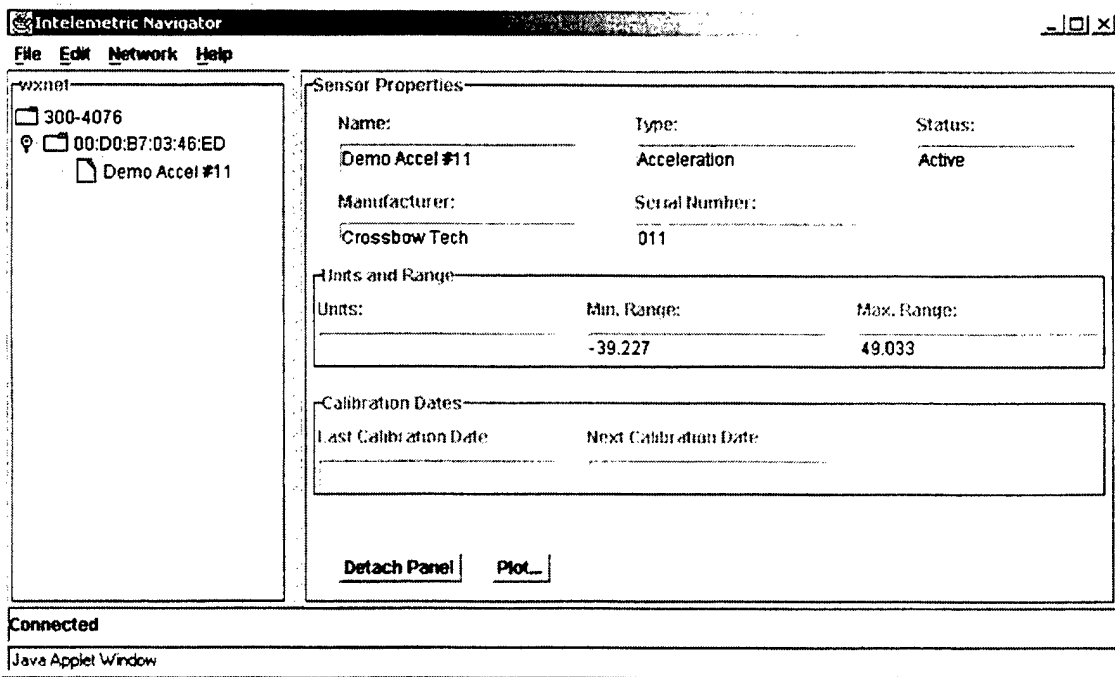 Intelemetric Navigator
File Edit Network Help
wxnet
300-4076
00:D0:B7:03:46:ED
Demo Accel #11
Sensor Properties
Name: Type: Status:
Demo Accel #11 Acceleration Active
Manufacturer: Serial Number:
Crossbow Tech 011
Units and Range
Units: Min. Range: Max. Range:
-39.227 49.033
Calibration Dates
Last Calibration Date Next Calibration Date
Detach Panel Plot...
Connected
Java Applet Window